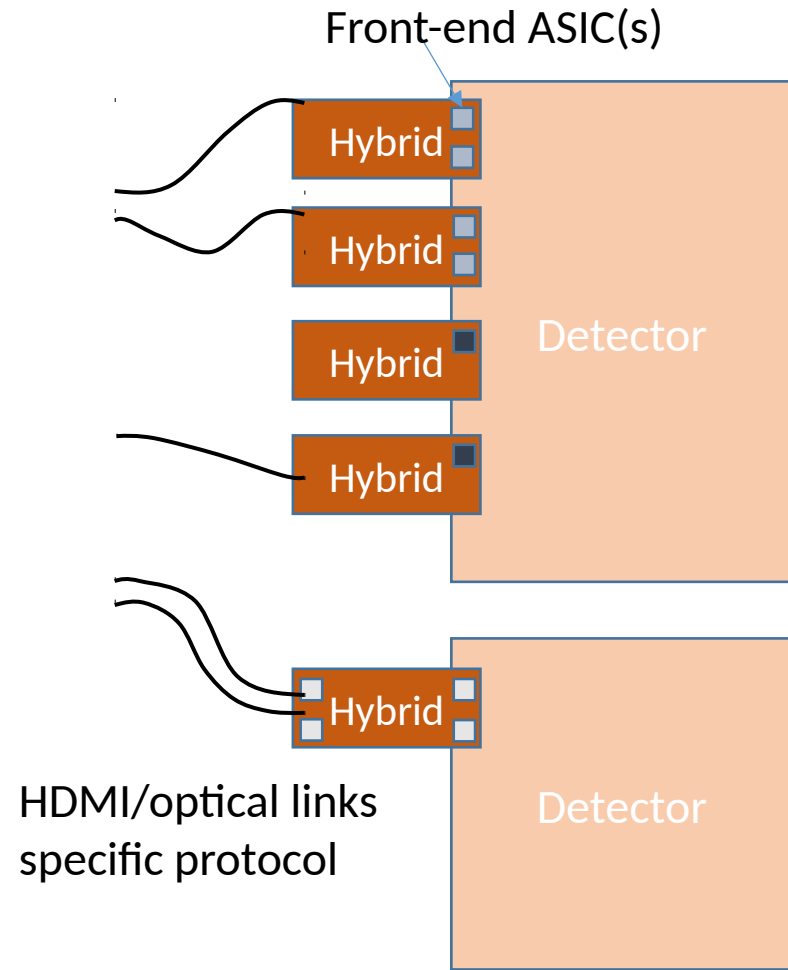 Front-end ASIC(s)
Hybrid
Hybrid
Detector
Hybrid
Hybrid
Hybrid
HDMI/optical links
specific protocol
Detector